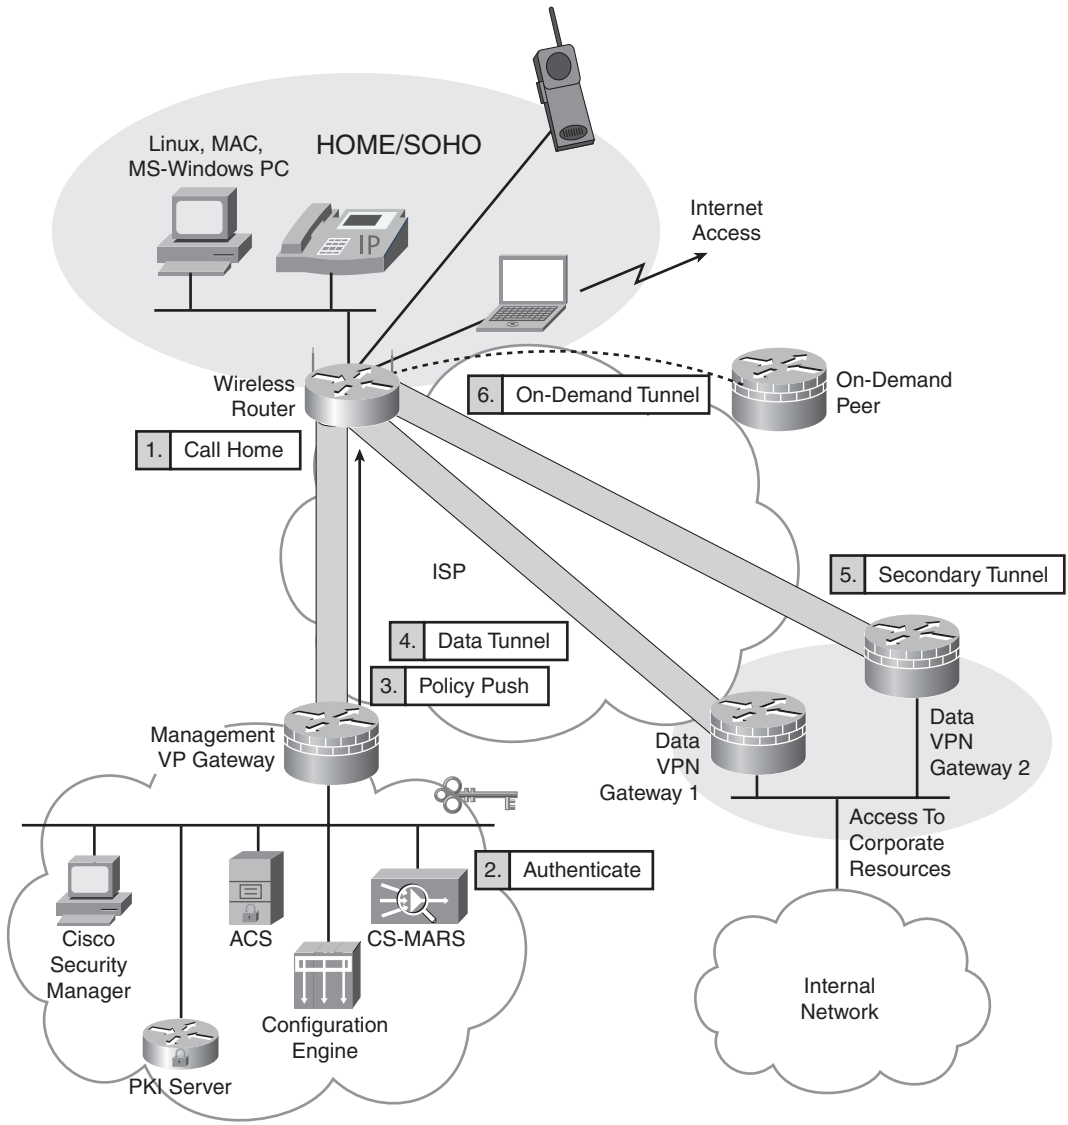 Linux, MAC,
MS-Windows PC
HOME/SOHO
IP
Internet
Access
Wireless
Router
6. On-Demand Tunnel
On-Demand
Peer
1. Call Home
ISP
5. Secondary Tunnel
4. Data Tunnel
3. Policy Push
Management
VP Gateway
Data
VPN
Gateway 1
Data
VPN
Gateway 2
Access To
Corporate
Resources
2. Authenticate
Cisco
Security
Manager
ACS
CS-MARS
Configuration
Engine
PKI Server
Internal
Network